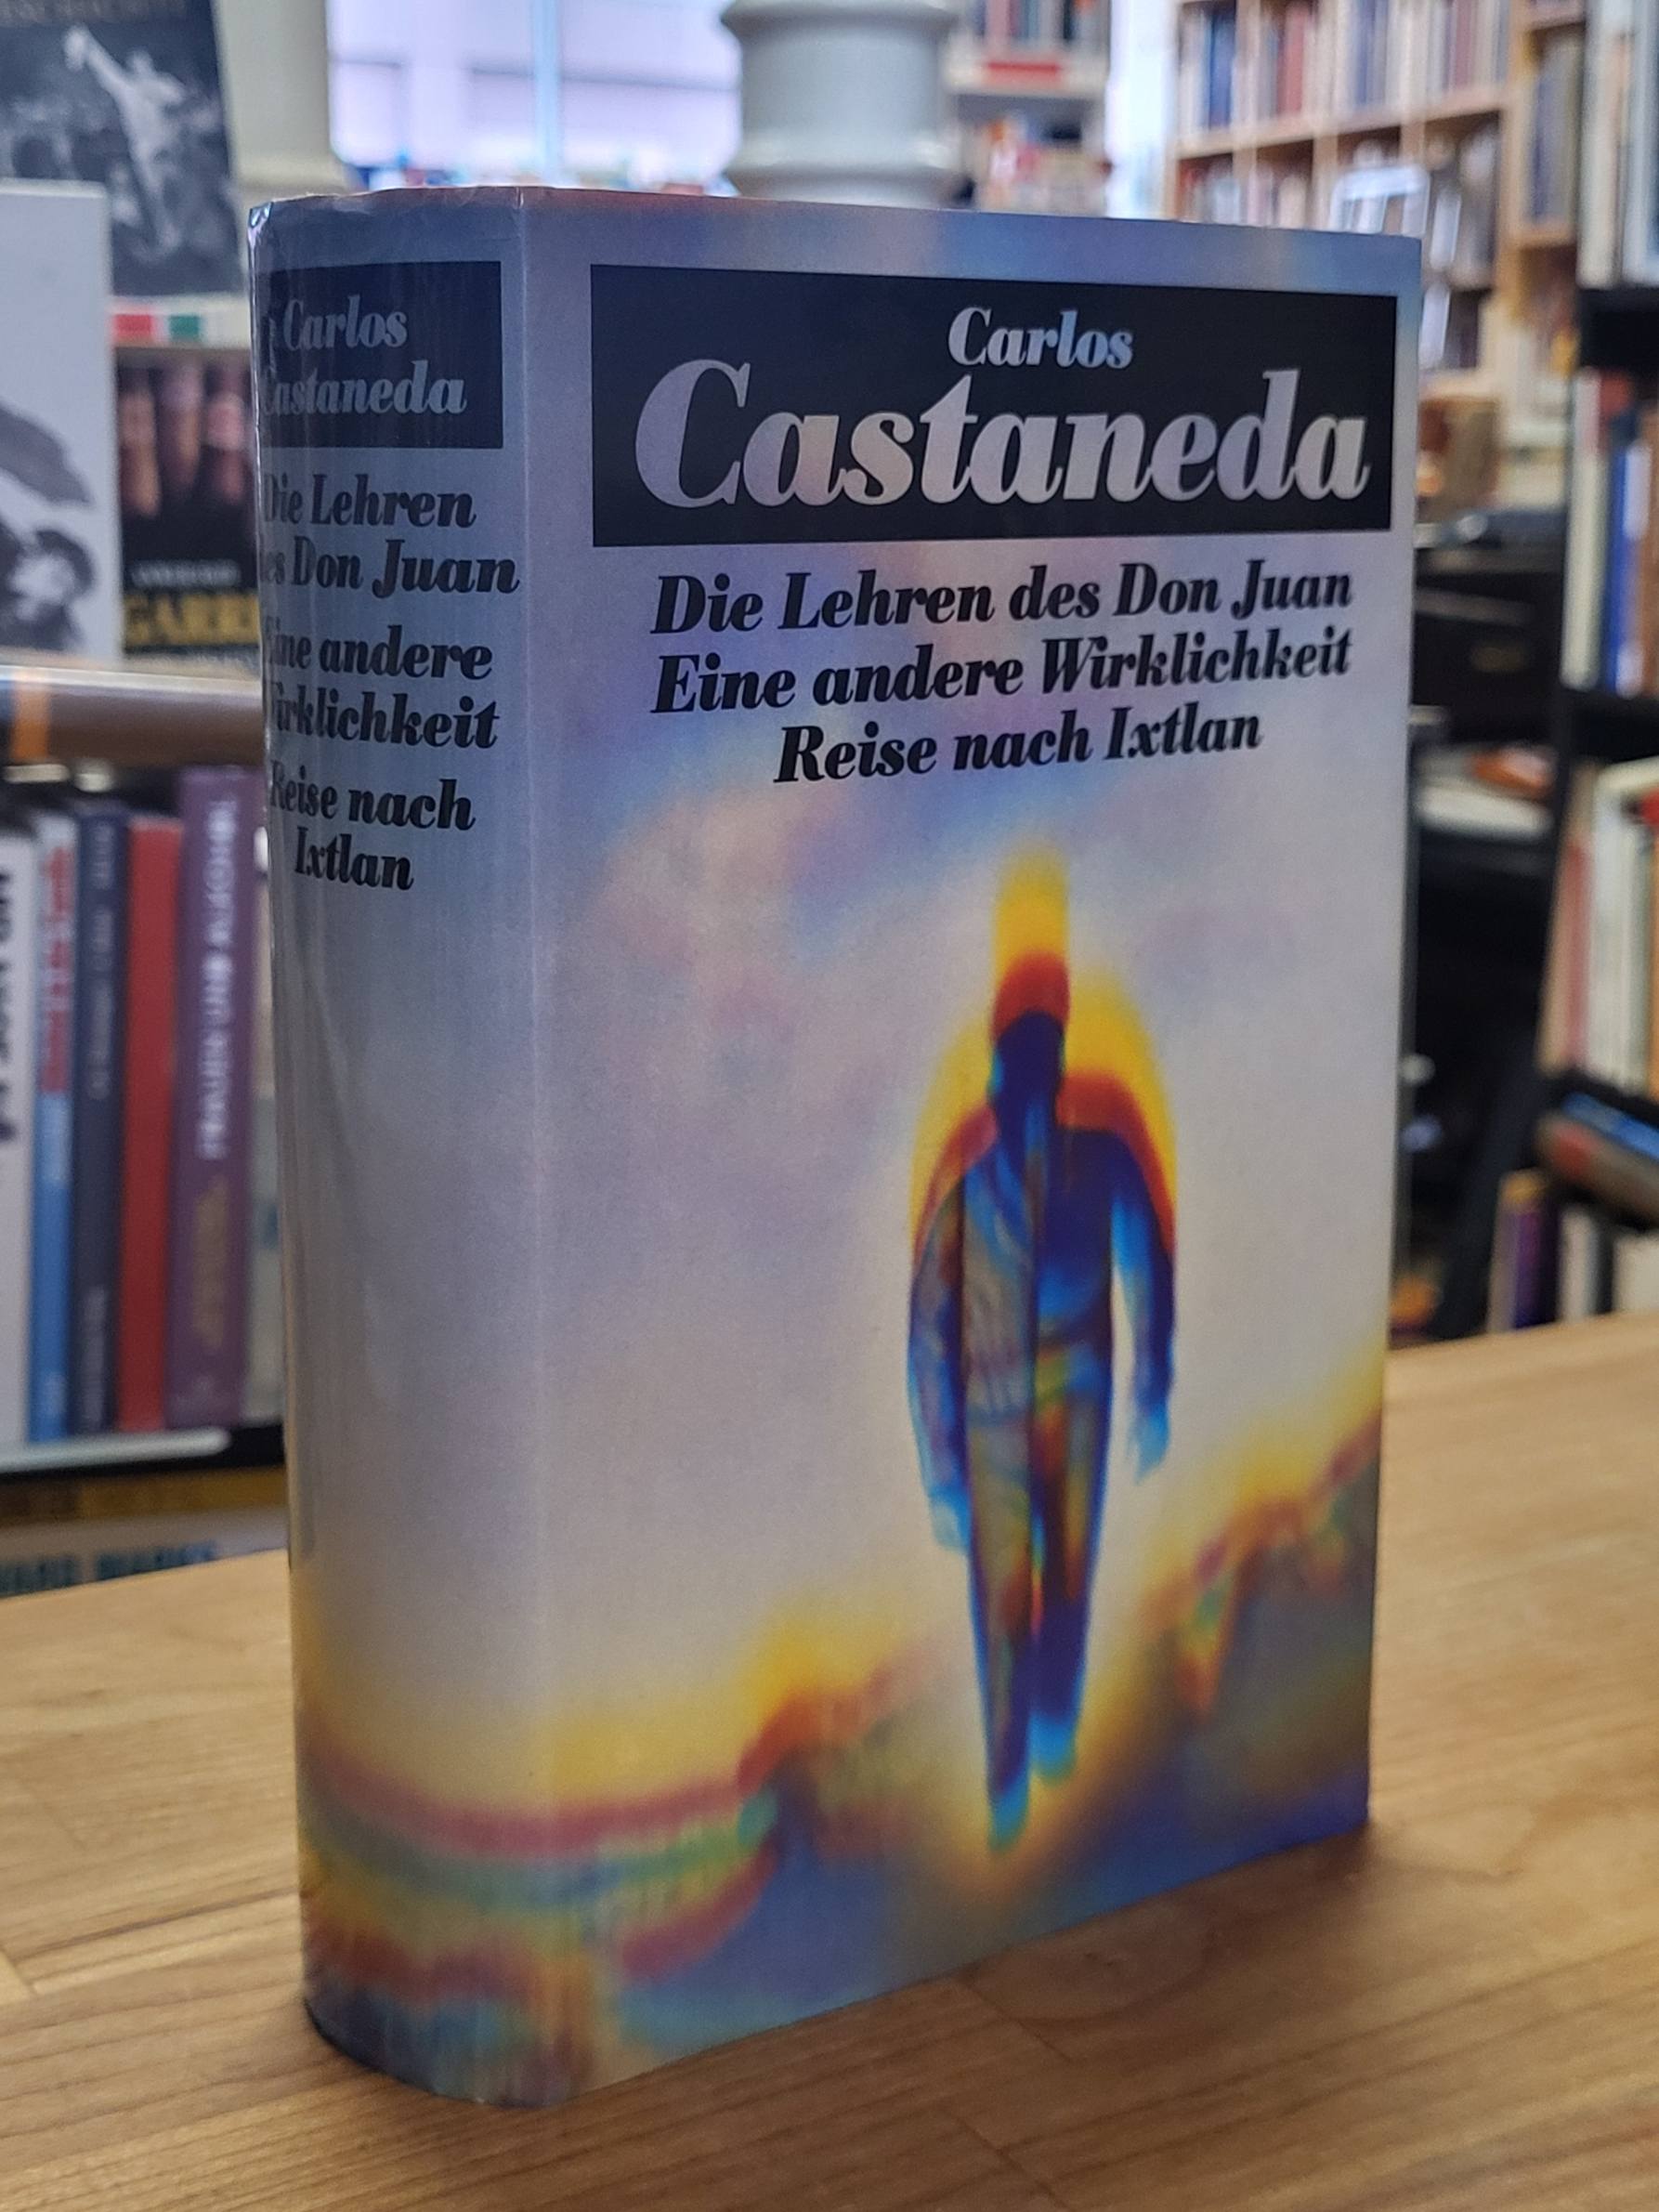 Carlos
Castaneda
Die Lehren
des Don Juan
Eine andere
Wirklichkeit
Reise nach
Ixtlan
Carlos
Castaneda
Die Lehren des Don Juan
Eine andere Wirklichkeit
Reise nach Ixtlan